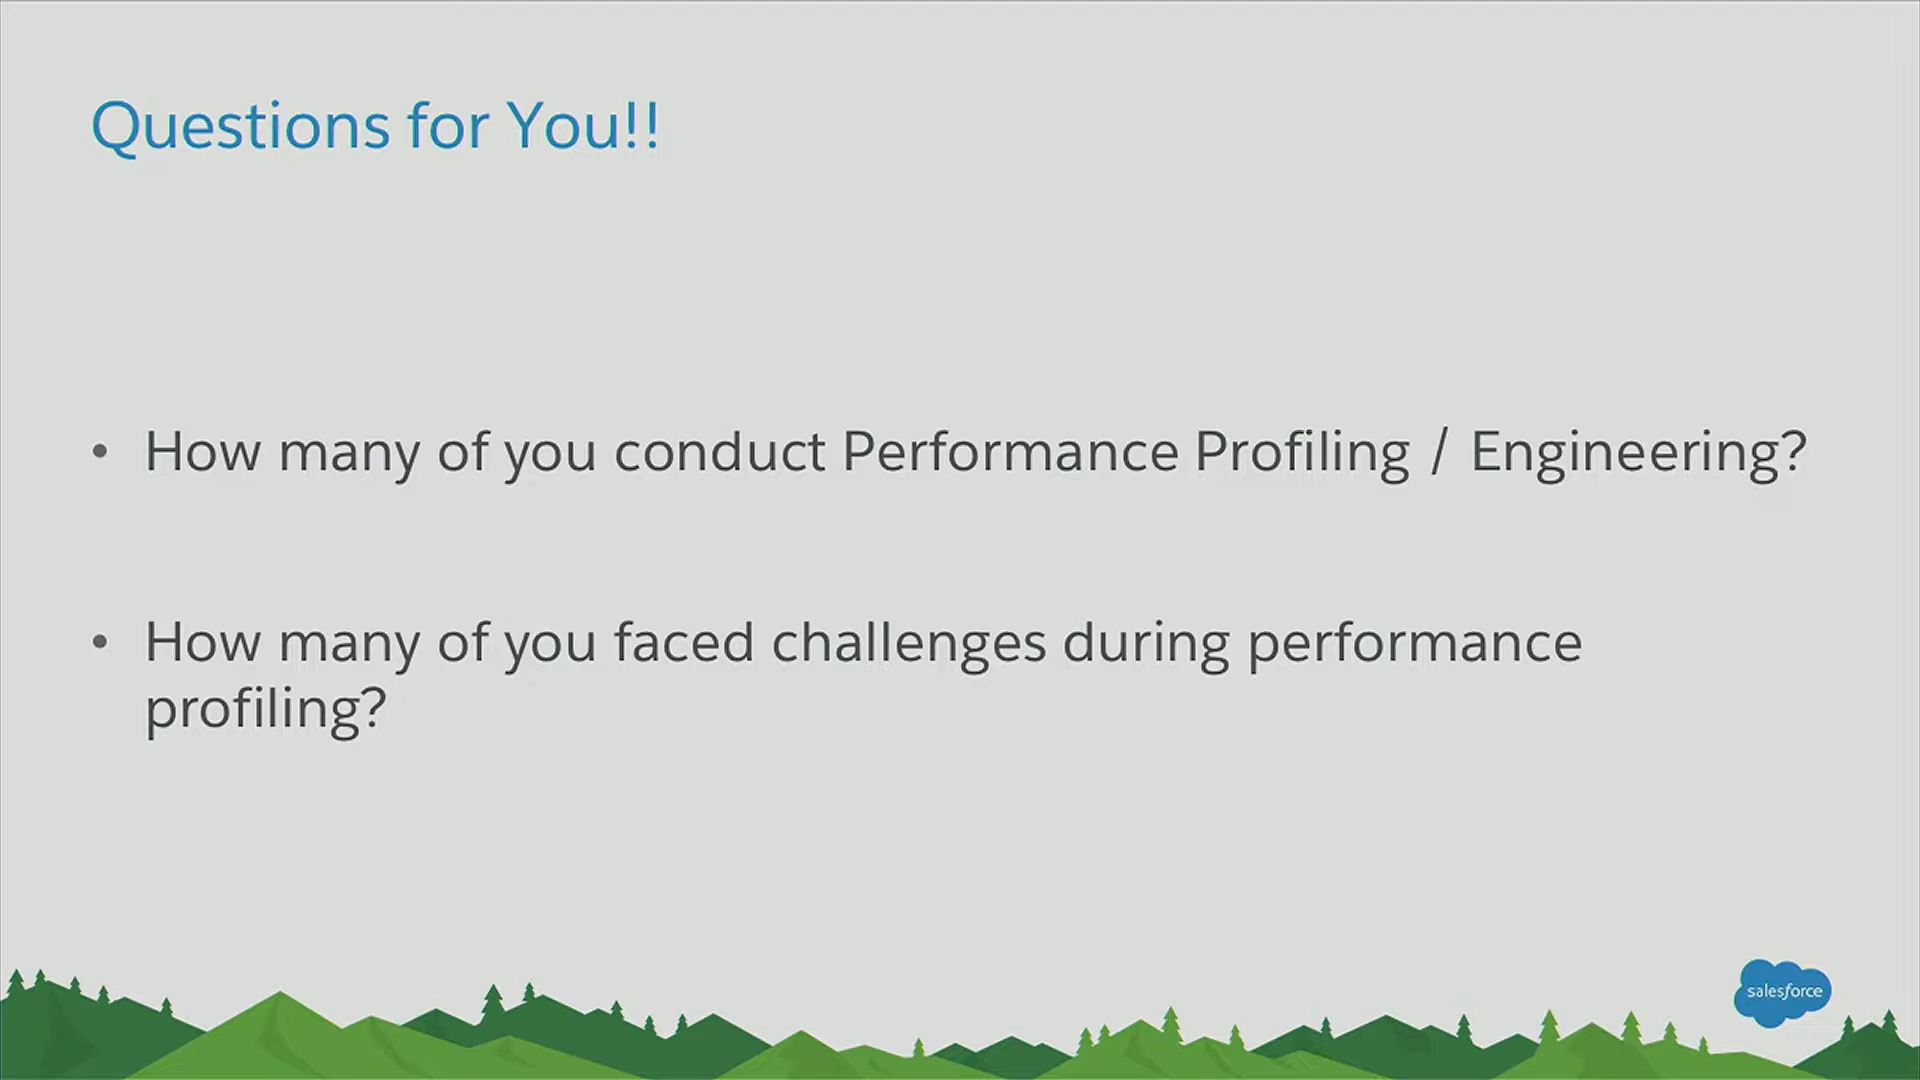 Questions for You!!
• How many of you conduct Performance Profiling / Engineering?
• How many of you faced challenges during performance
profiling?
salesforce